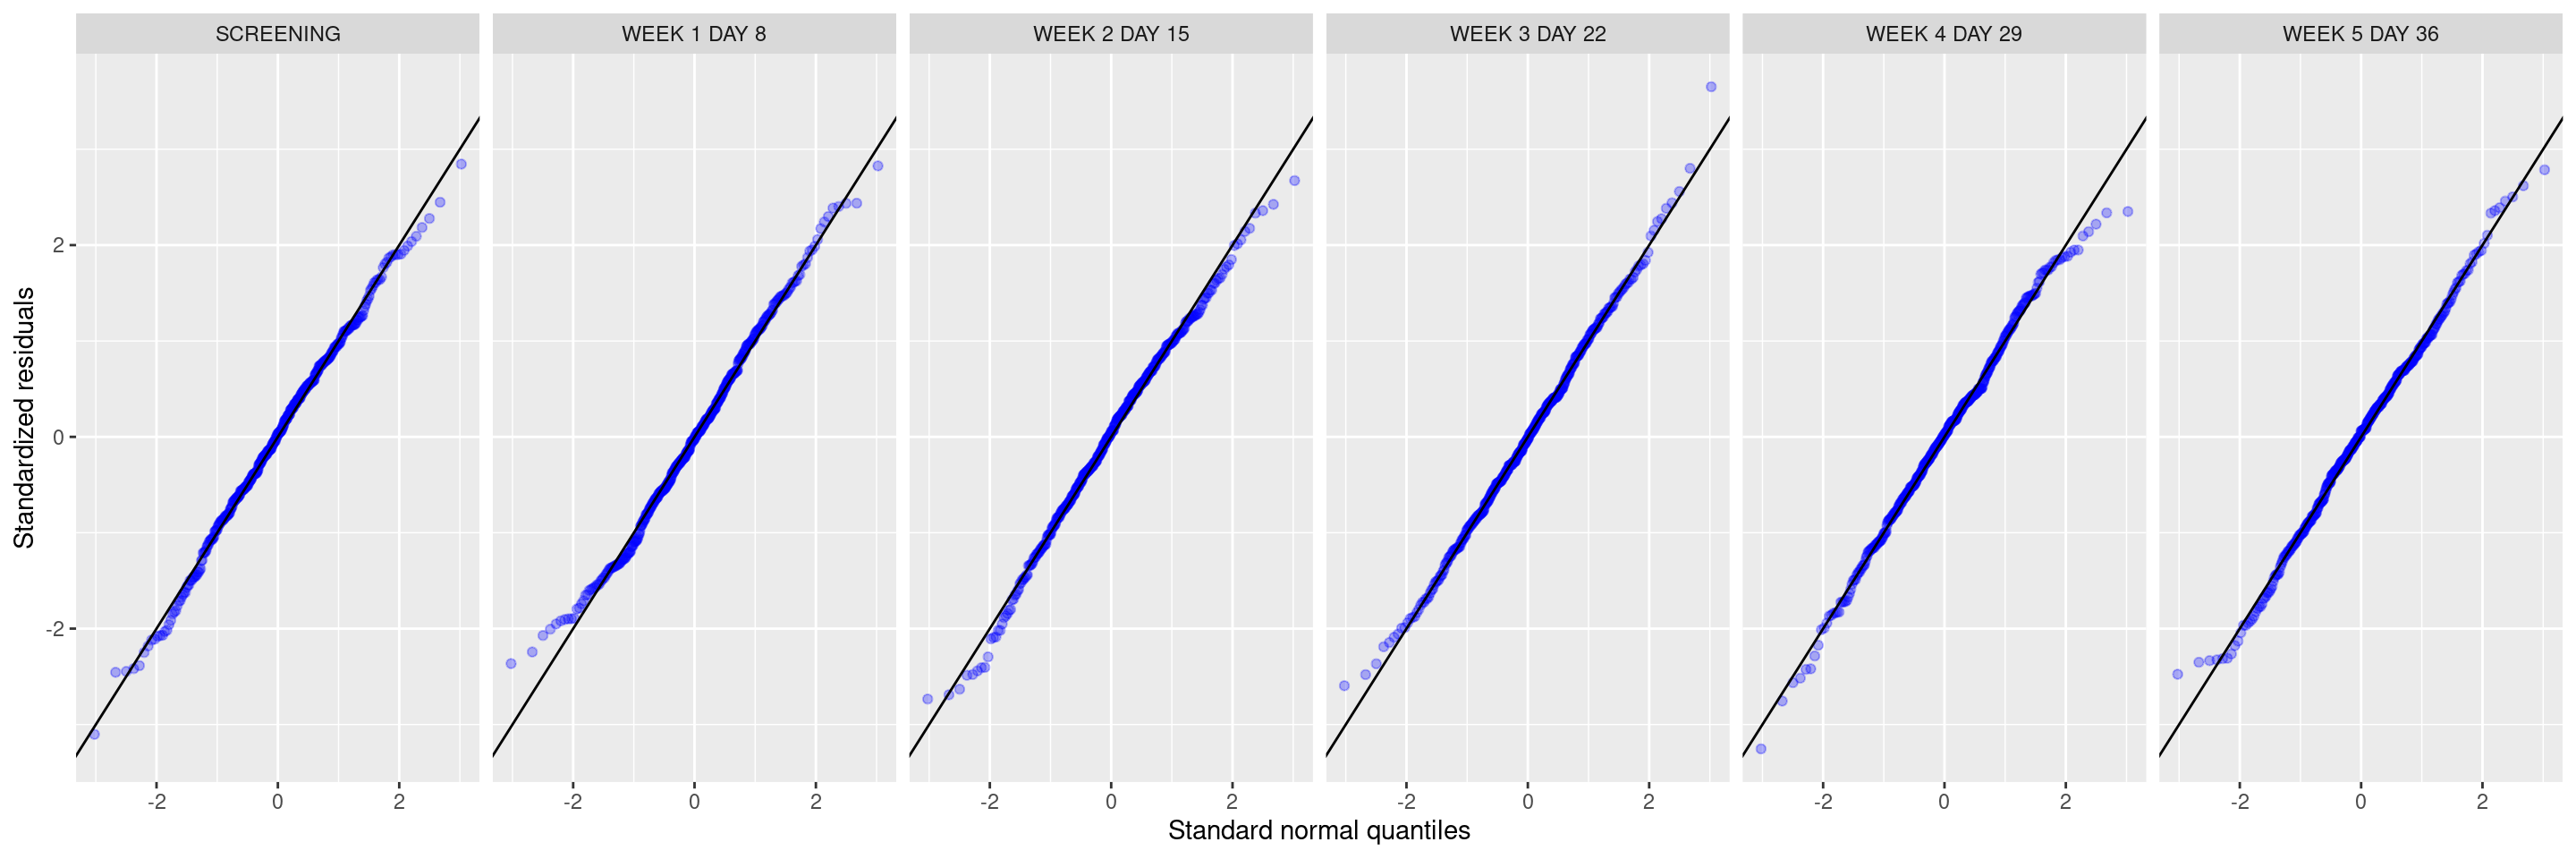 SCREENING
WEEK 1 DAY 8
WEEK 2 DAY 15
WEEK 3 DAY 22
WEEK 4 DAY 29
WEEK 5 DAY 36
Standardized residuals
2
0
-2
-2 0 2
-2 0 2
-2 0 2
-2 0 2
-2 0 2
-2 0 2
Standard normal quantiles